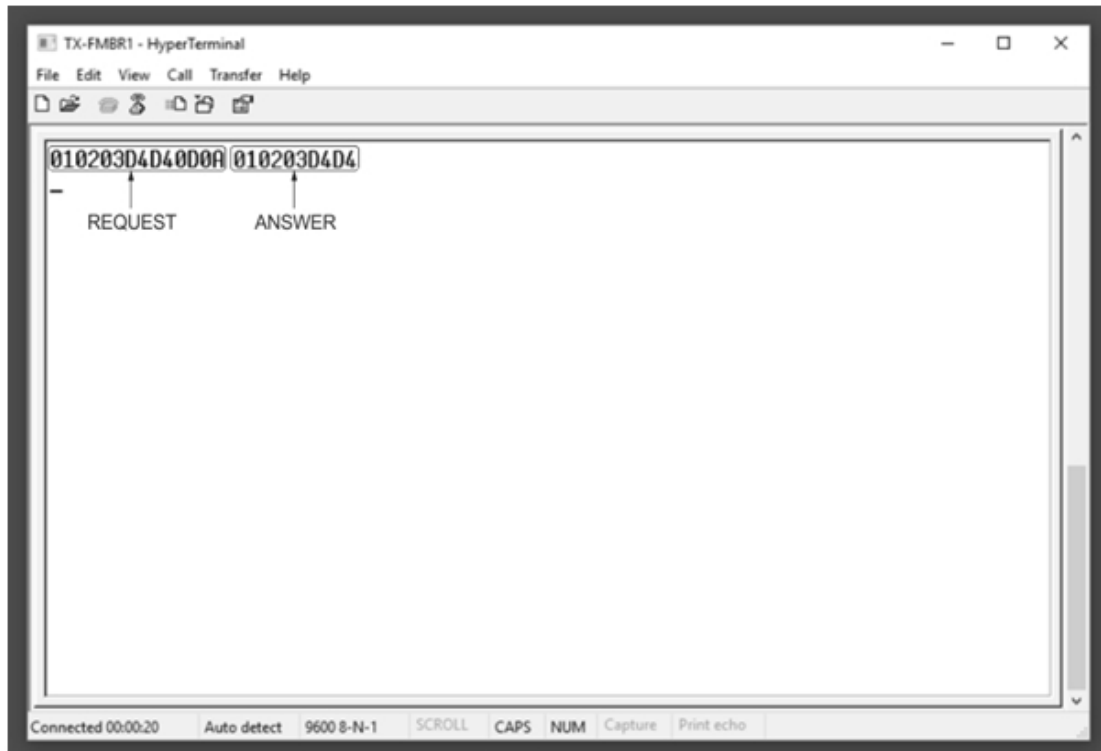 TX-FMBR1 - HyperTerminal
File Edit View Call Transfer Help
010203D4D40D0A 010203D4D4
REQUEST ANSWER
Connected 00:00:20 Auto detect 9600 8-N-1 SCROLL CAPS NUM Capture Print echo